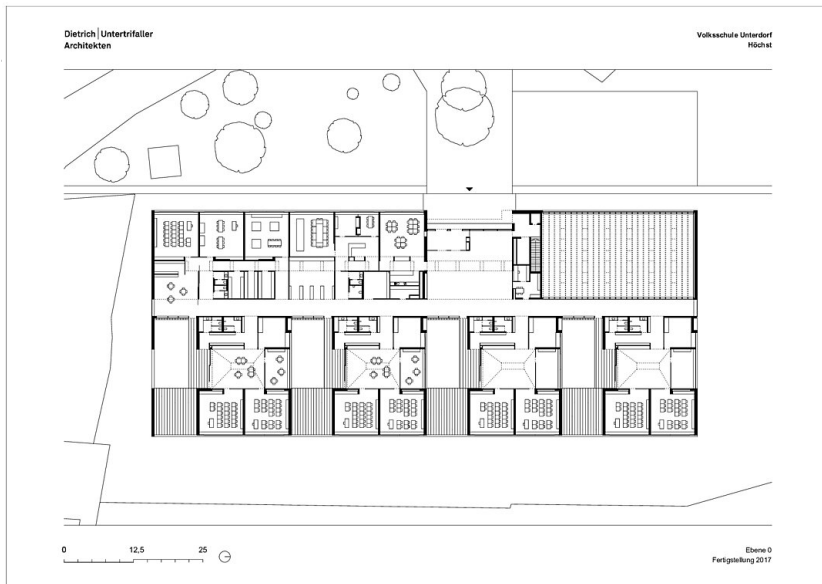 Dietrich | Untertrifaller
Architekten
Volksschule Unterdorf
Höchst
0 12,5 25
Ebene 0
Fertigstellung 2017